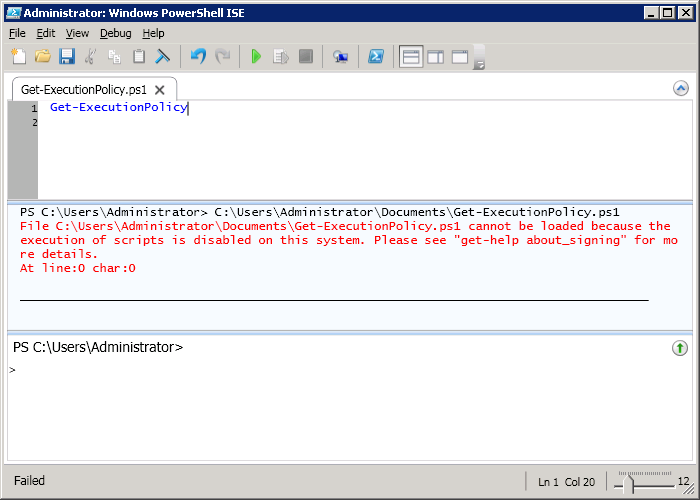 Administrator: Windows PowerShell ISE
File Edit View Debug Help
Get-ExecutionPolicy.ps1
1 Get-ExecutionPolicy
2
PS C:\Users\Administrator> C:\Users\Administrator\Documents\Get-ExecutionPolicy.ps1
File C:\Users\Administrator\Documents\Get-ExecutionPolicy.ps1 cannot be loaded because the
execution of scripts is disabled on this system. Please see "get-help about_signing" for mo
re details.
At line:0 char:0
PS C:\Users\Administrator>
>
Failed Ln 1 Col 20 12